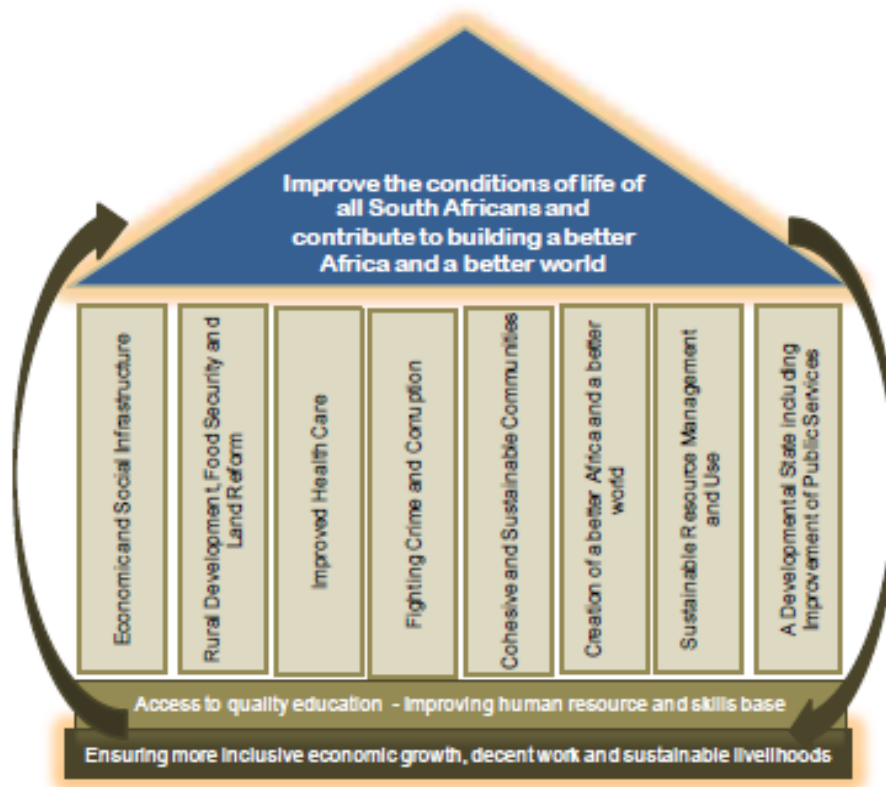 Improve the conditions of life of
all South Africans and
contribute to building a better
Africa and a better world
Economic and Social Infrastructure
Rural Development, Food Security and
Land Reform
Improved Health Care
Fighting Crime and Corruption
Cohesive and Sustainable Communities
Creation of a better Africa and a better
world
Sustainable Resource Management
and Use
A Developmental State including
Improvement of Public Services
Access to quality education - improving human resource and skills base
Ensuring more inclusive economic growth, decent work and sustainable livelihoods